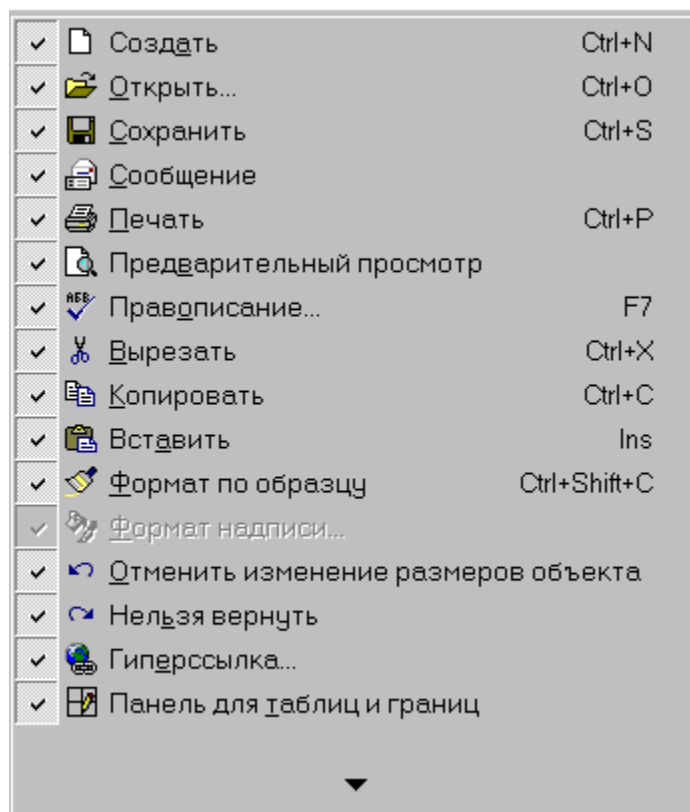 Создать Ctrl+N
Открыть... Ctrl+O
Сохранить Ctrl+S
Сообщение
Печать Ctrl+P
Предварительный просмотр
АБВ Правописание... F7
Вырезать Ctrl+X
Копировать Ctrl+C
Вставить Ins
Формат по образцу Ctrl+Shift+C
Формат надписи...
Отменить изменение размеров объекта
Нельзя вернуть
Гиперссылка...
Панель для таблиц и границ